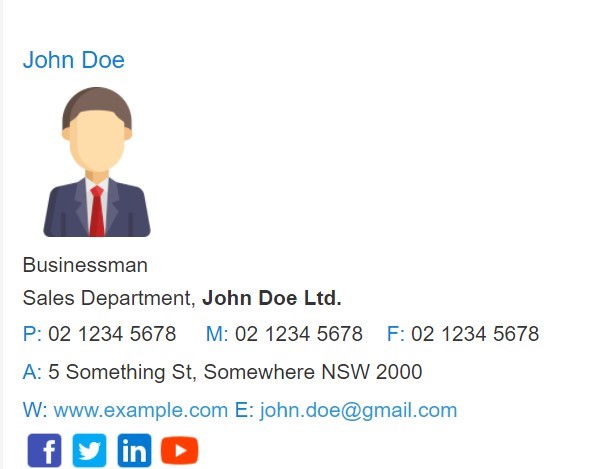 John Doe
Businessman
Sales Department, John Doe Ltd.
P: 02 1234 5678 M: 02 1234 5678 F: 02 1234 5678
A: 5 Something St, Somewhere NSW 2000
W: www.example.com E: john.doe@gmail.com
f in